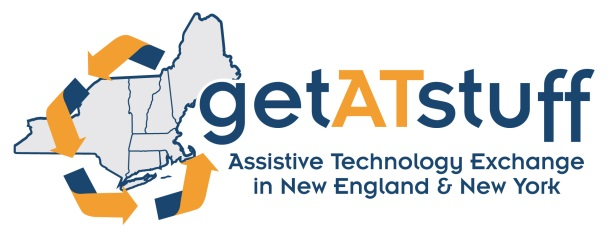 getATstuff
Assistive Technology Exchange
in New England & New York